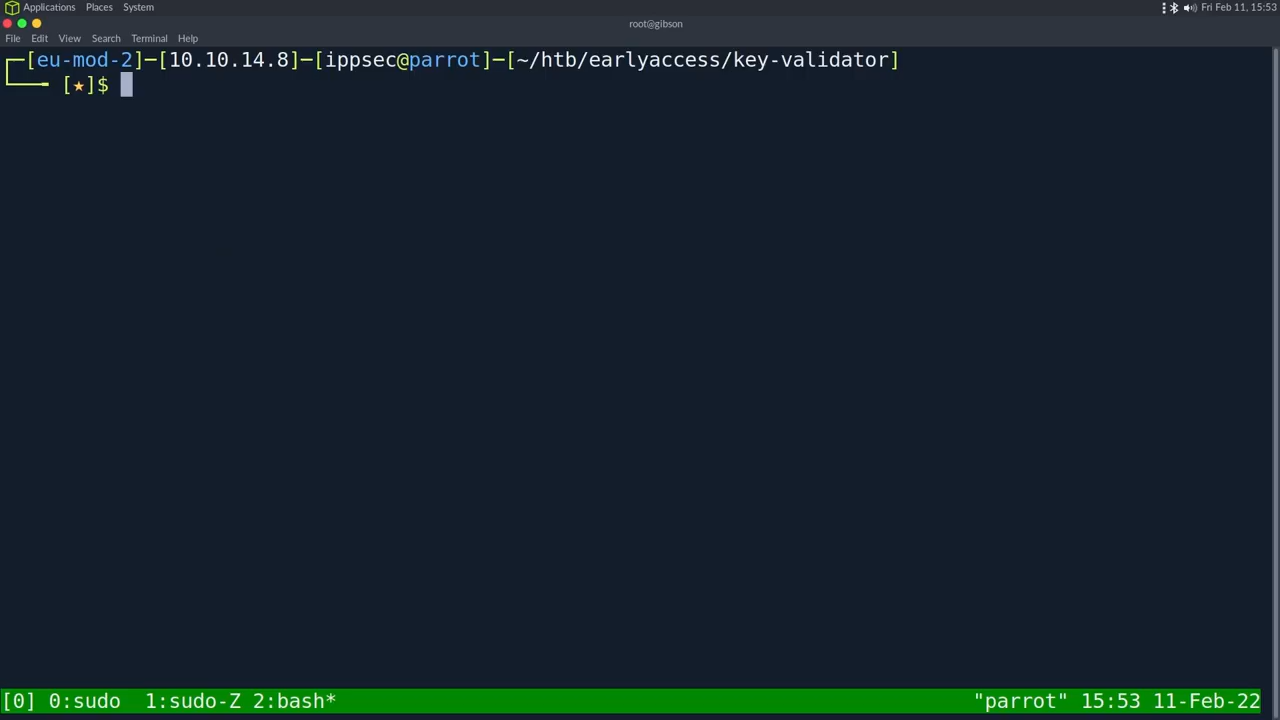 Applications Places System
Fri Feb 11, 15:53
root@gibson
File Edit View Search Terminal Help
┌─[eu-mod-2]─[10.10.14.8]─[ippsec@parrot]─[~/htb/earlyaccess/key-validator]
└──╼ [★]$
[0] 0:sudo  1:sudo-Z 2:bash*
"parrot" 15:53 11-Feb-22